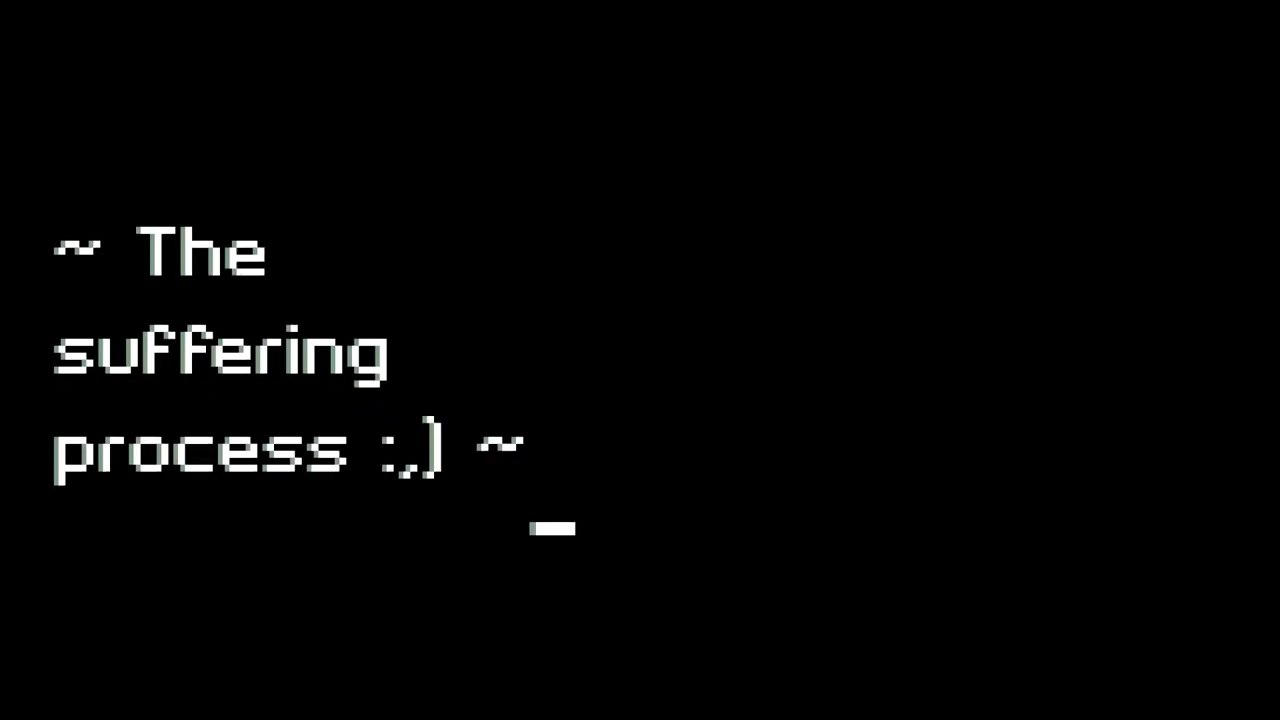 ~ The
suffering
process :,) ~
_